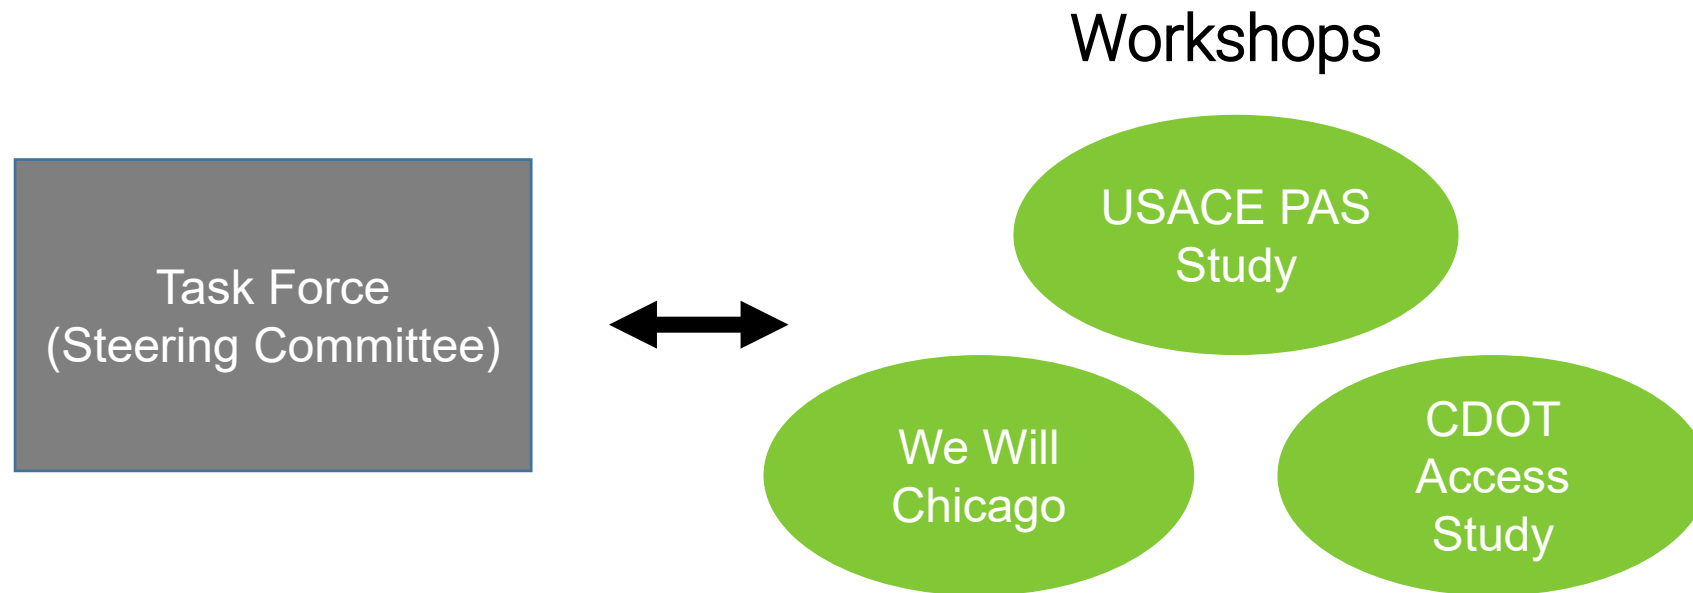 Workshops
Task Force
(Steering Committee)
USACE PAS
Study
We Will
Chicago
CDOT
Access
Study